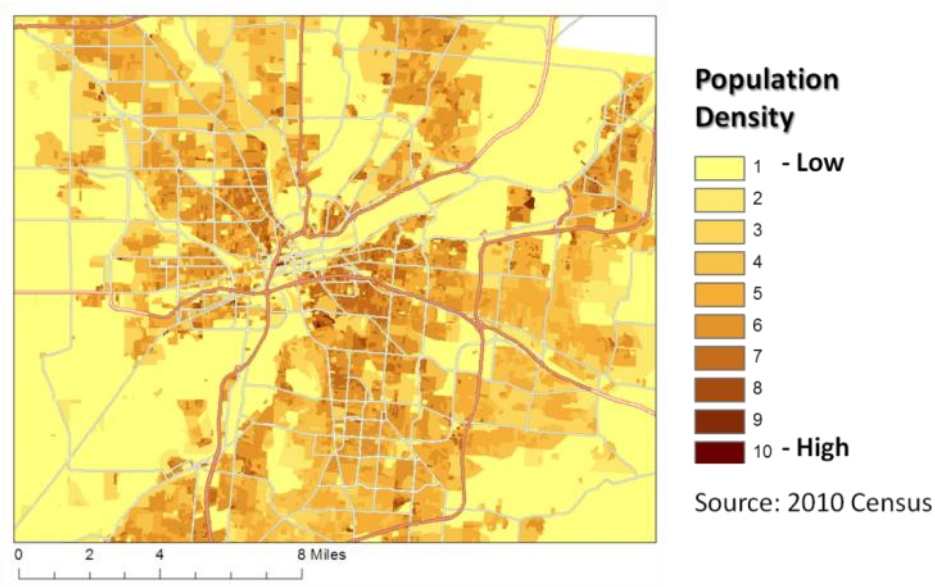 Population
Density
1 - Low
2
3
4
5
6
7
8
9
10 - High
Source: 2010 Census
0 2 4 8 Miles